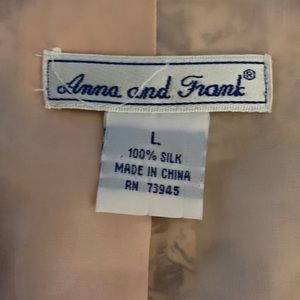 Anna and Frank®
L
100% SILK
MADE IN CHINA
RN 73945